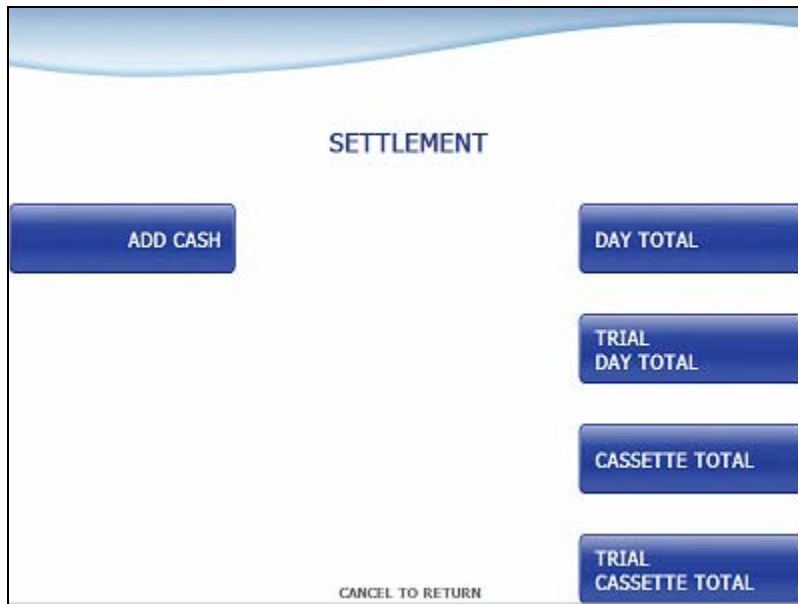 SETTLEMENT
ADD CASH
DAY TOTAL
TRIAL
DAY TOTAL
CASSETTE TOTAL
TRIAL
CASSETTE TOTAL
CANCEL TO RETURN